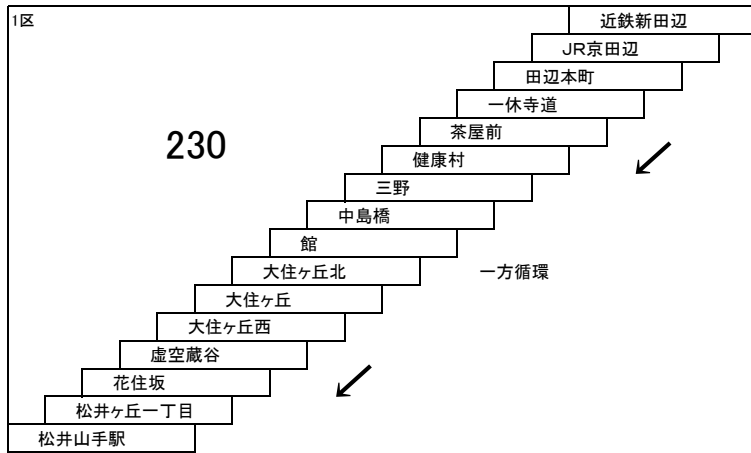 1区
近鉄新田辺
JR京田辺
田辺本町
一休寺道
230
茶屋前
健康村
三野
中島橋
館
大住ヶ丘北
一方循環
大住ヶ丘
大住ヶ丘西
虚空蔵谷
花住坂
松井ヶ丘一丁目
松井山手駅